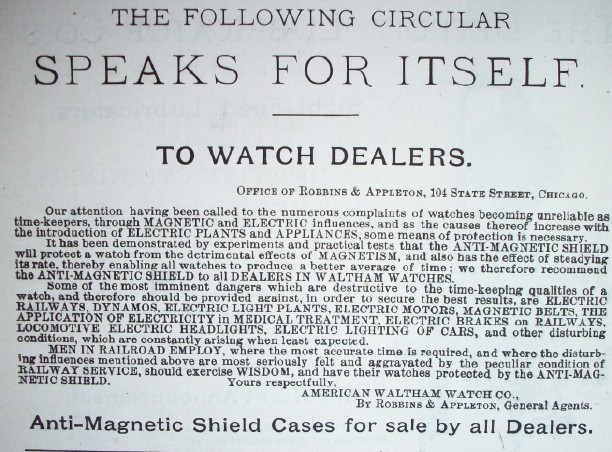 THE FOLLOWING CIRCULAR
SPEAKS FOR ITSELF.
TO WATCH DEALERS.
OFFICE OF ROBBINS & APPLETON, 104 STATE STREET, CHICAGO.
Our attention having been called to the numerous complaints of watches becoming unreliable as
time-keepers, through MAGNETIC and ELECTRIC influences, and as the causes thereof increase with
the introduction of ELECTRIC PLANTS and APPLIANCES, some means of protection is necessary.
It has been demonstrated by experiments and practical tests that the ANTI-MAGNETIC SHIELD
will protect a watch from the detrimental effects of MAGNETISM, and also has the effect of steadying
its rate, thereby enabling all watches to produce a better average of time; we therefore recommend
the ANTI-MAGNETIC SHIELD to all DEALERS IN WALTHAM WATCHES.
Some of the most imminent dangers which are destructive to the time-keeping qualities of a
watch, and therefore should be provided against, in order to secure the best results, are ELECTRIC
RAILWAYS, DYNAMOS, ELECTRIC LIGHT PLANTS, ELECTRIC MOTORS, MAGNETIC BELTS, THE
APPLICATION OF ELECTRICITY in MEDICAL TREATMENT, ELECTRIC BRAKES on RAILWAYS,
LOCOMOTIVE ELECTRIC HEADLIGHTS, ELECTRIC LIGHTING OF CARS, and other disturbing
conditions, which are constantly arising when least expected.
MEN IN RAILROAD EMPLOY, where the most accurate time is required, and where the disturb-
ing influences mentioned above are most seriously felt and aggravated by the peculiar condition of
RAILWAY SERVICE, should exercise WISDOM, and have their watches protected by the ANTI-MAG-
NETIC SHIELD. Yours respectfully,
AMERICAN WALTHAM WATCH CO.,
By ROBBINS & APPLETON, General Agents.
Anti-Magnetic Shield Cases for sale by all Dealers.